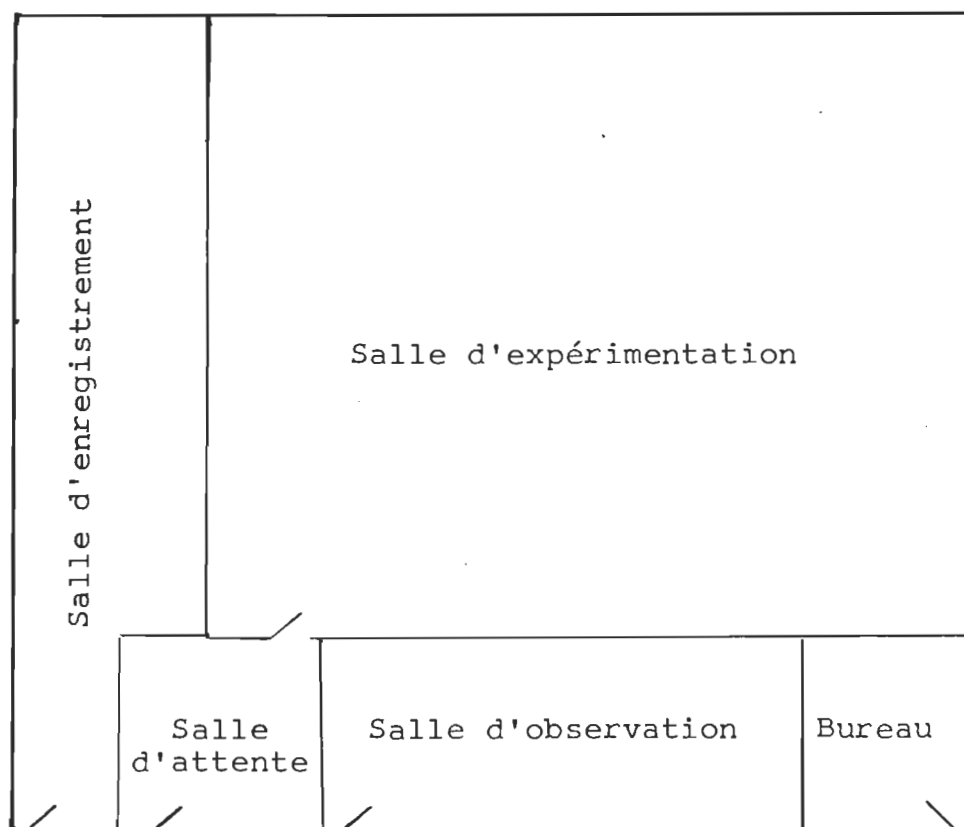 Salle d'enregistrement
Salle d'expérimentation
Salle
d'attente
Salle d'observation
Bureau